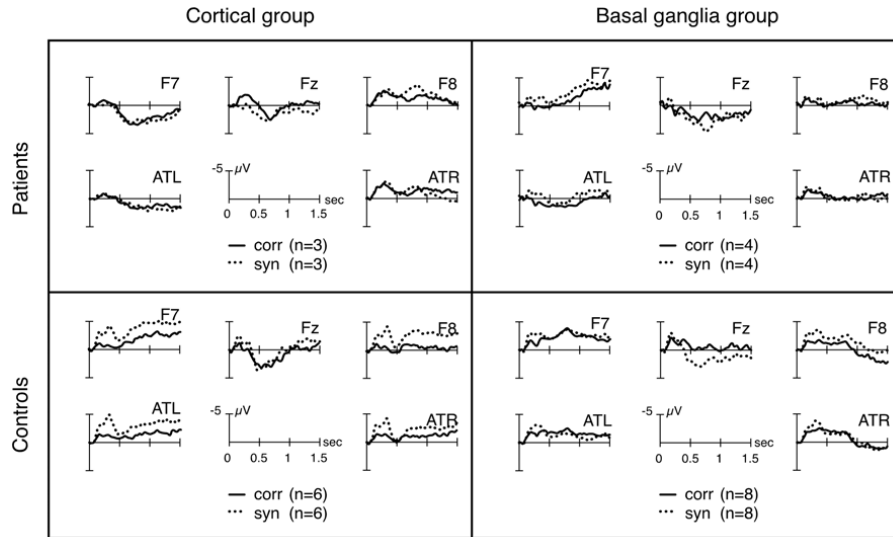 Cortical group
Basal ganglia group
Patients
F7
Fz
F8
ATL
-5
µV
sec
0 0.5 1 1.5
ATR
corr (n=3)
syn (n=3)
F7
Fz
F8
ATL
-5
µV
sec
0 0.5 1 1.5
ATR
corr (n=4)
syn (n=4)
Controls
F7
Fz
F8
ATL
-5
µV
sec
0 0.5 1 1.5
ATR
corr (n=6)
syn (n=6)
F7
Fz
F8
ATL
-5
µV
sec
0 0.5 1 1.5
ATR
corr (n=8)
syn (n=8)